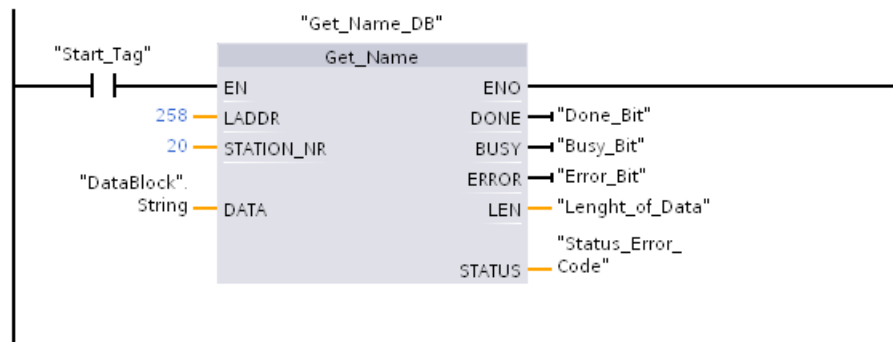 "Get_Name_DB"
"Start_Tag"
Get_Name
EN
ENO
258
LADDR
DONE
"Done_Bit"
20
STATION_NR
BUSY
"Busy_Bit"
ERROR
"Error_Bit"
"DataBlock".
String
DATA
LEN
"Lenght_of_Data"
STATUS
"Status_Error_
Code"